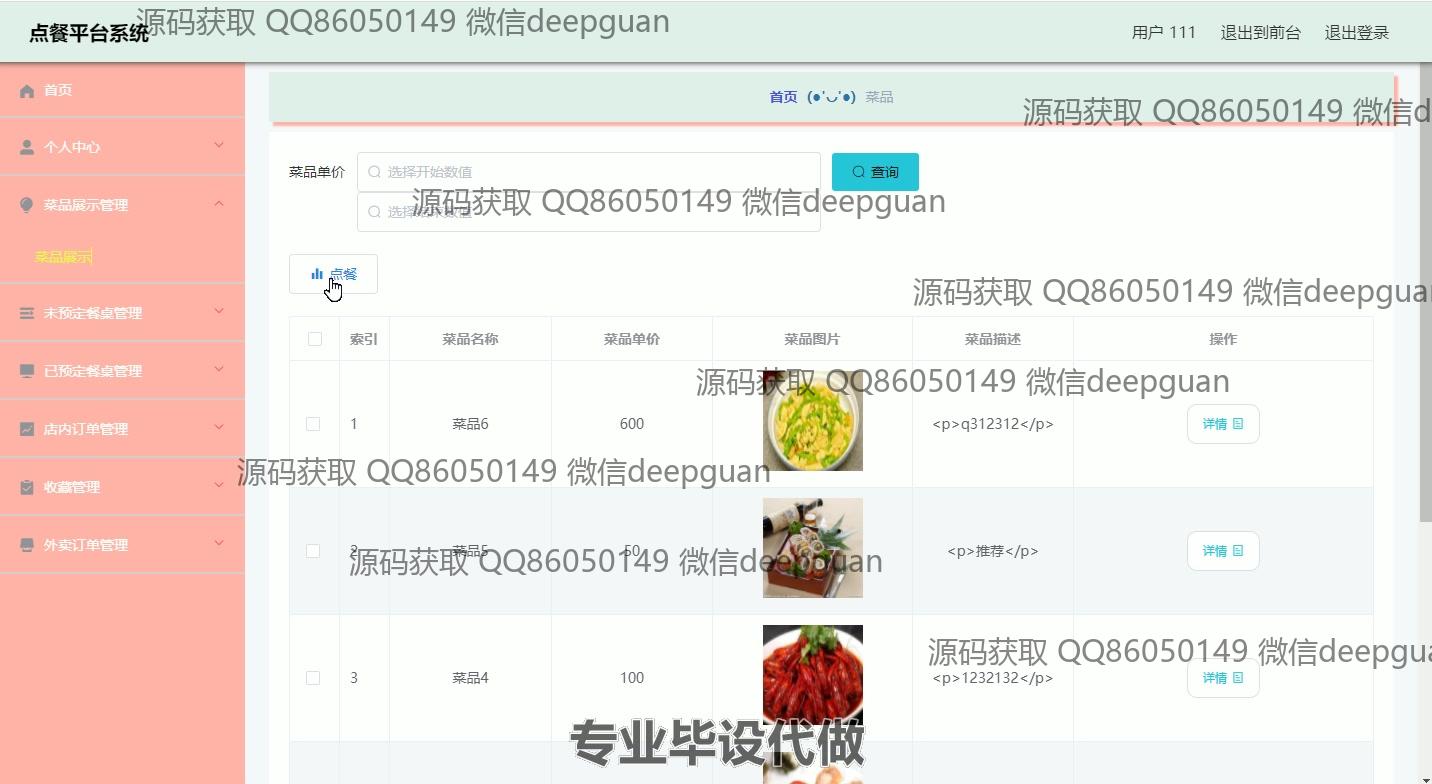 点餐平台系统
源码获取 QQ86050149 微信deepguan
用户 111
退出到前台
退出登录
首页
个人中心
菜品展示管理
菜品展示
未预定餐桌管理
已预定餐桌管理
店内订单管理
收藏管理
外卖订单管理
首页 (●'◡'●) 菜品
源码获取 QQ86050149 微信d
菜品单价
选择开始数值
查询
选择结束数值
源码获取 QQ86050149 微信deepguan
点餐
源码获取 QQ86050149 微信deepguan
索引 菜品名称 菜品单价 菜品图片 菜品描述 操作
源码获取 QQ86050149 微信deepguan
1 菜品6 600 <p>q312312</p> 详情
源码获取 QQ86050149 微信deepguan
2 菜品5 50 <p>推荐</p> 详情
源码获取 QQ86050149 微信deepguan
源码获取 QQ86050149 微信deepgu
3 菜品4 100 <p>1232132</p> 详情
专业毕设代做